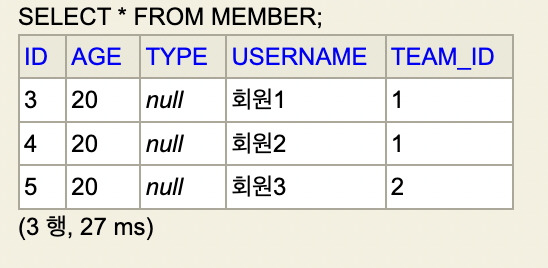 SELECT * FROM MEMBER;
ID AGE TYPE USERNAME TEAM_ID
3 20 null 회원1 1
4 20 null 회원2 1
5 20 null 회원3 2
(3 행, 27 ms)